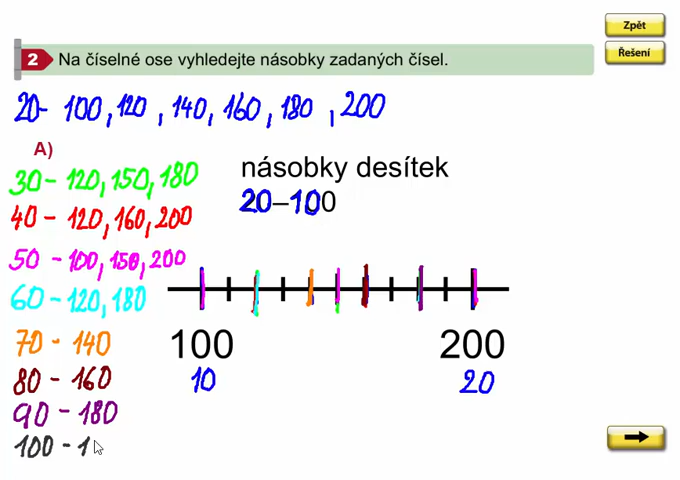 Zpět
2 Na číselné ose vyhledejte násobky zadaných čísel.
Řešení
20- 100, 120, 140, 160, 180, 200
A)
30 - 120, 150, 180
násobky desítek
20–100
40 - 120, 160, 200
50 - 100, 150, 200
60 - 120, 180
70 - 140
100 200
80 - 160
10 20
90 - 180
100 - 1